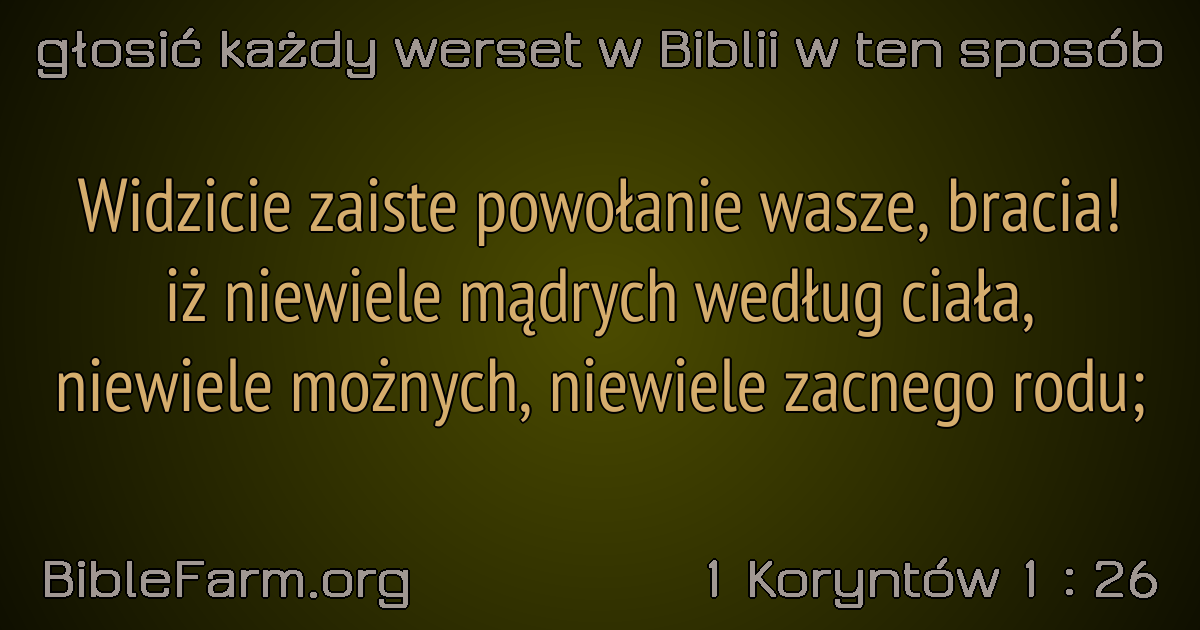 głosić każdy werset w Biblii w ten sposób
Widzicie zaiste powołanie wasze, bracia!
iż niewiele mądrych według ciała,
niewiele możnych, niewiele zacnego rodu;
BibleFarm.org
1 Koryntów 1 : 26